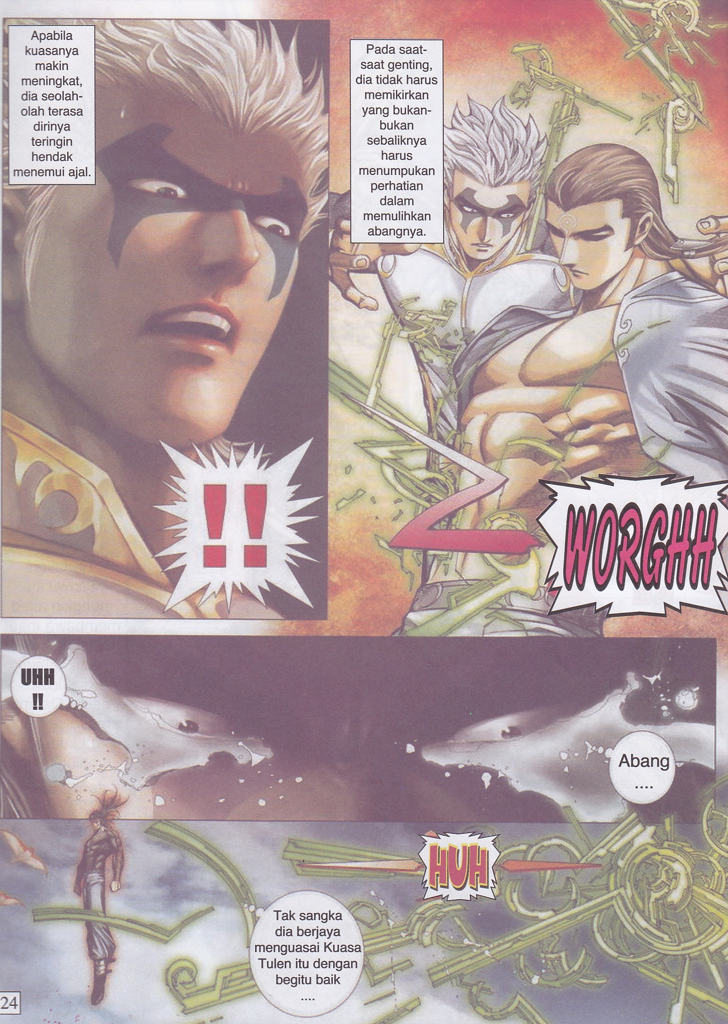 Apabila
kuasanya
makin
meningkat,
dia seolah-
olah terasa
dirinya
teringin
hendak
menemui ajal.
Pada saat-
saat genting,
dia tidak harus
memikirkan
yang bukan-
bukan
sebaliknya
harus
menumpukan
perhatian
dalam
memulihkan
abangnya.
!!
WORGHH
UHH
!!
Abang
....
HUH
Tak sangka
dia berjaya
menguasai Kuasa
Tulen itu dengan
begitu baik
....
24